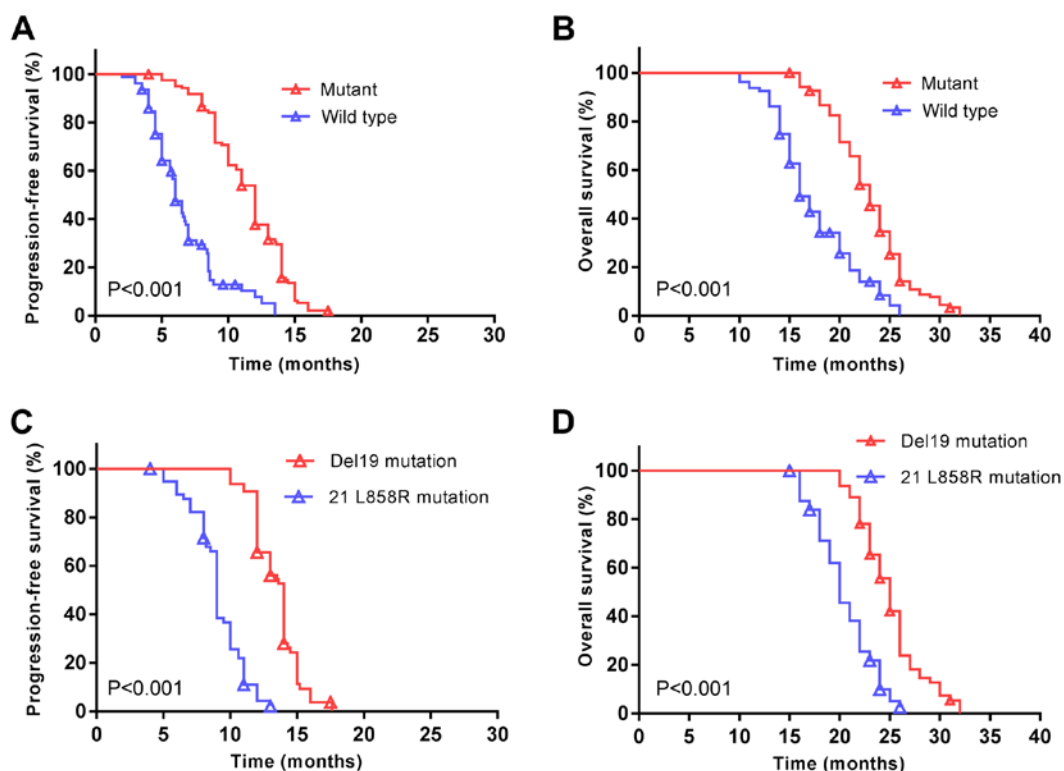 A
Progression-free survival (%)
100
80
60
40
20
0
Mutant
Wild type
P<0.001
0 5 10 15 20 25 30
Time (months)
B
Overall survival (%)
100
80
60
40
20
0
Mutant
Wild type
P<0.001
0 5 10 15 20 25 30 35 40
Time (months)
C
Progression-free survival (%)
100
80
60
40
20
0
Del19 mutation
21 L858R mutation
P<0.001
0 5 10 15 20 25 30
Time (months)
D
Overall survival (%)
100
80
60
40
20
0
Del19 mutation
21 L858R mutation
P<0.001
0 5 10 15 20 25 30 35 40
Time (months)